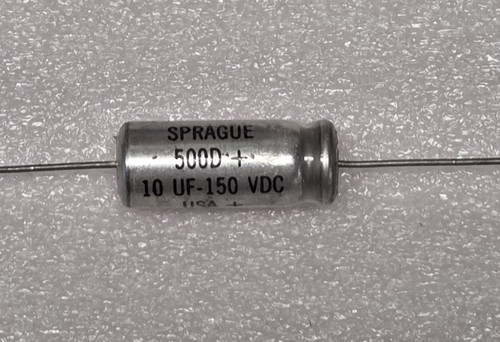 SPRAGUE
500D +
10 UF-150 VDC
USA +